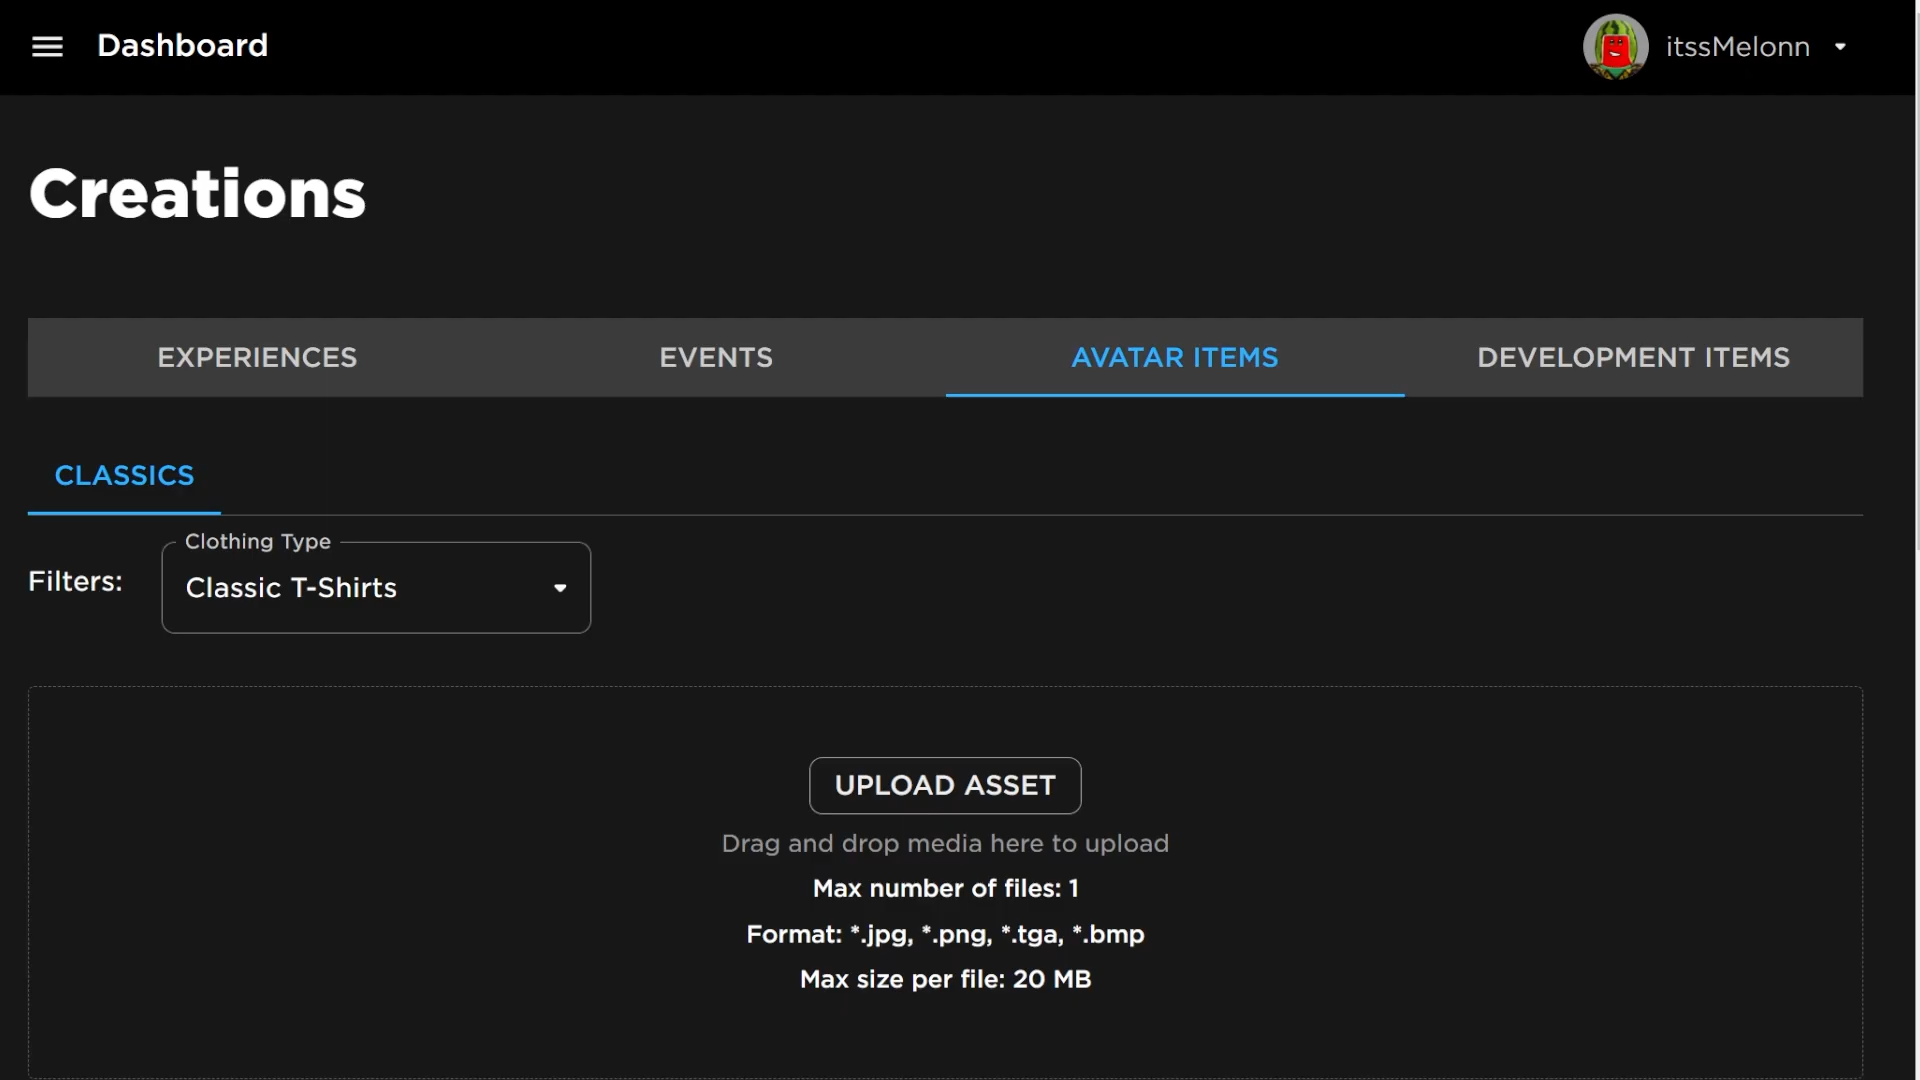 Dashboard
itssMelonn
Creations
EXPERIENCES
EVENTS
AVATAR ITEMS
DEVELOPMENT ITEMS
CLASSICS
Clothing Type
Filters:
Classic T-Shirts
UPLOAD ASSET
Drag and drop media here to upload
Max number of files: 1
Format: *.jpg, *.png, *.tga, *.bmp
Max size per file: 20 MB